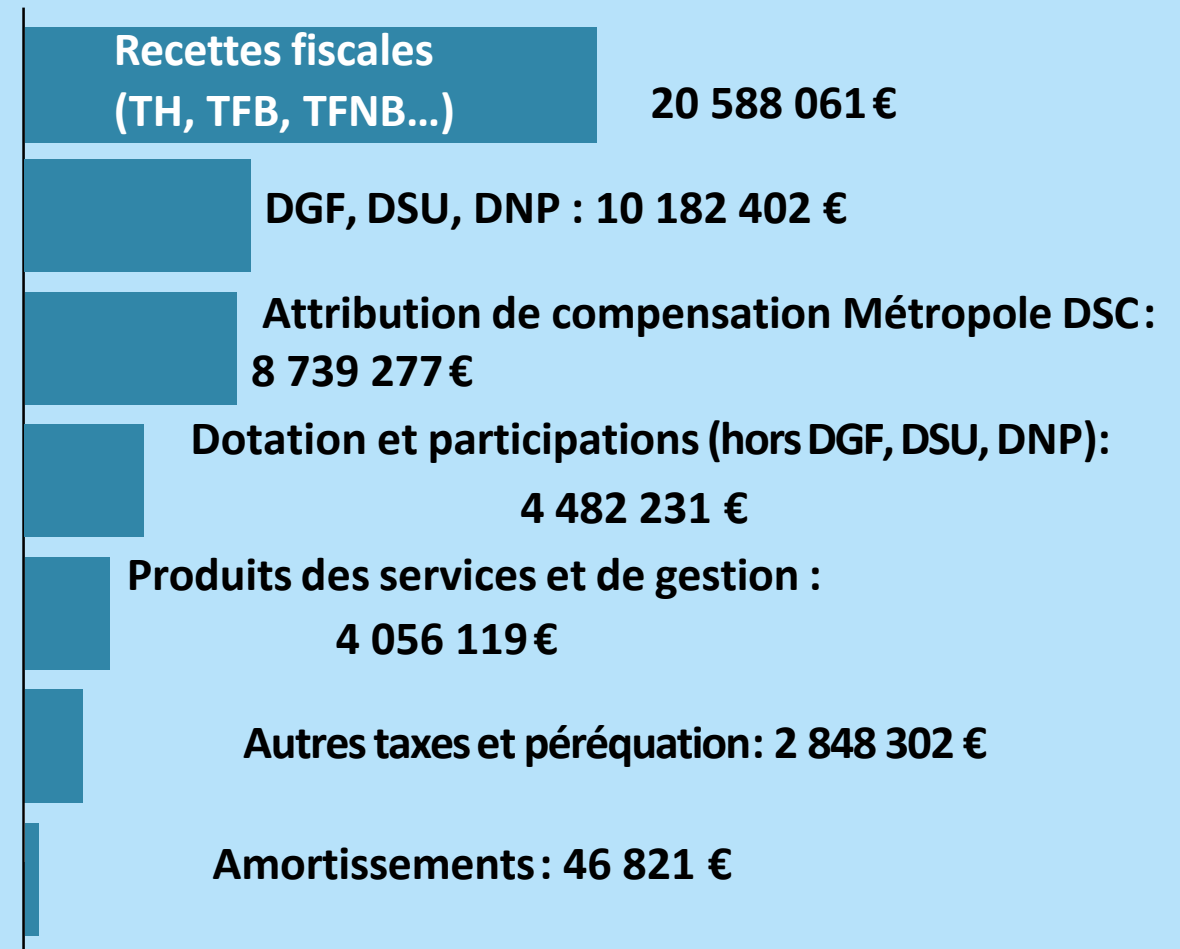 Recettes fiscales
(TH, TFB, TFNB…)
20 588 061 €
DGF, DSU, DNP : 10 182 402 €
Attribution de compensation Métropole DSC :
8 739 277 €
Dotation et participations (hors DGF, DSU, DNP) :
4 482 231 €
Produits des services et de gestion :
4 056 119 €
Autres taxes et péréquation : 2 848 302 €
Amortissements : 46 821 €